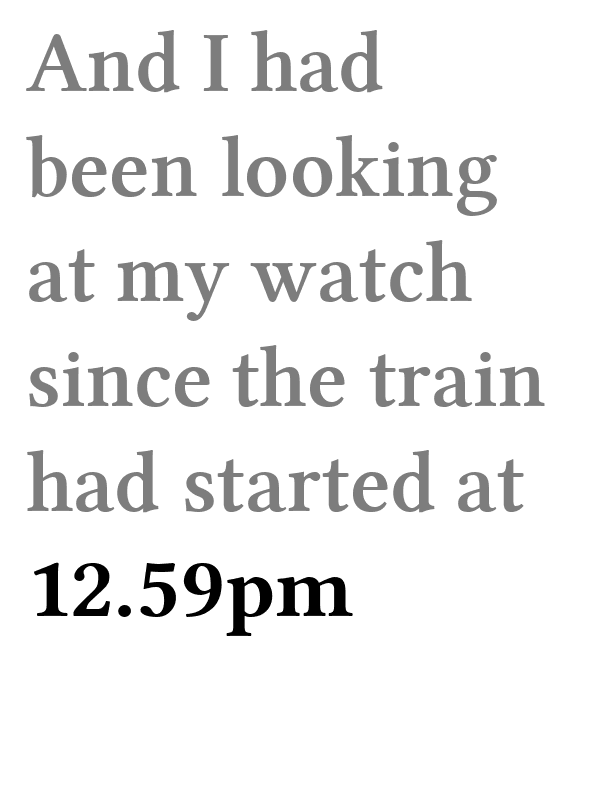 And I had
been looking
at my watch
since the train
had started at
12.59pm